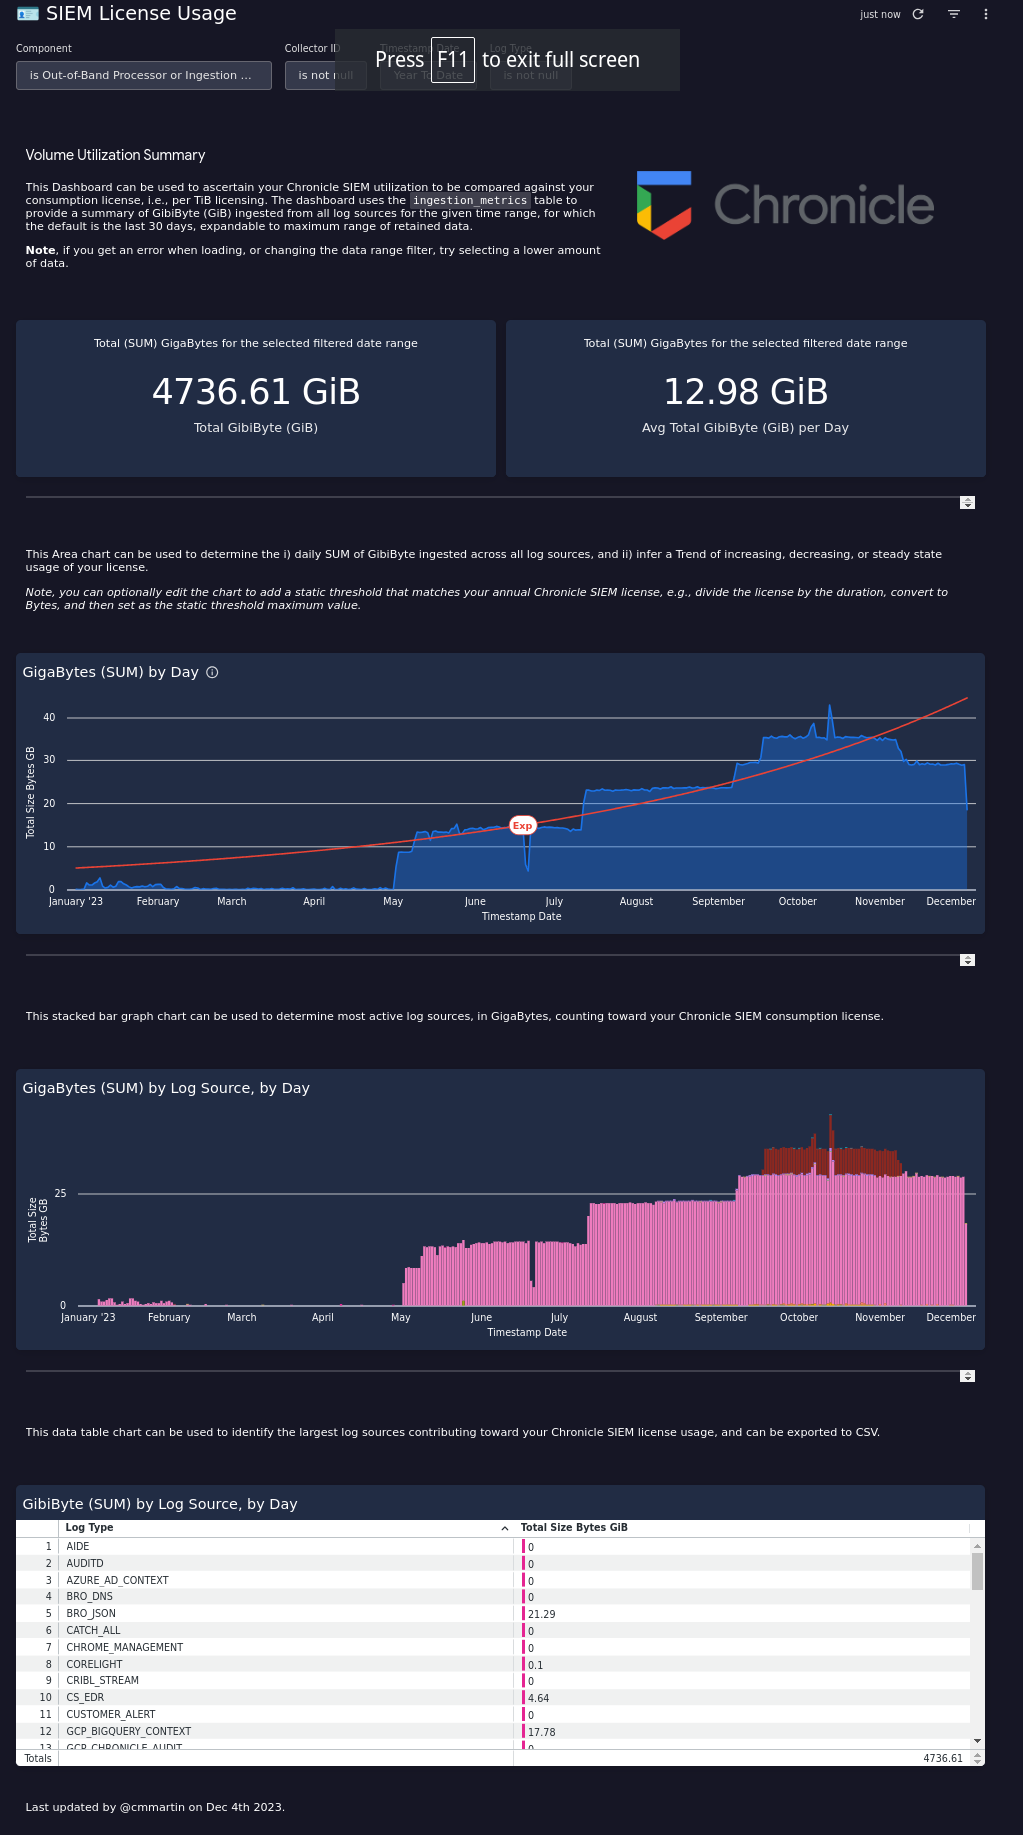 SIEM License Usage
just now
Component
Collector ID
Timestamp Date
Log Type
is Out-of-Band Processor or Ingestion ...
is not null
Year To Date
is not null
Press F11 to exit full screen
Volume Utilization Summary
This Dashboard can be used to ascertain your Chronicle SIEM utilization to be compared against your
consumption license, i.e., per TiB licensing. The dashboard uses the ingestion_metrics table to
provide a summary of GibiByte (GiB) ingested from all log sources for the given time range, for which
the default is the last 30 days, expandable to maximum range of retained data.
Note, if you get an error when loading, or changing the data range filter, try selecting a lower amount
of data.
Chronicle
Total (SUM) GigaBytes for the selected filtered date range
4736.61 GiB
Total GibiByte (GiB)
Total (SUM) GigaBytes for the selected filtered date range
12.98 GiB
Avg Total GibiByte (GiB) per Day
This Area chart can be used to determine the i) daily SUM of GibiByte ingested across all log sources, and ii) infer a Trend of increasing, decreasing, or steady state
usage of your license.
Note, you can optionally edit the chart to add a static threshold that matches your annual Chronicle SIEM license, e.g., divide the license by the duration, convert to
Bytes, and then set as the static threshold maximum value.
GigaBytes (SUM) by Day
Total Size Bytes GB
40
30
20
10
0
Exp
January '23 February March April May June July August September October November December
Timestamp Date
This stacked bar graph chart can be used to determine most active log sources, in GigaBytes, counting toward your Chronicle SIEM consumption license.
GigaBytes (SUM) by Log Source, by Day
Total Size
Bytes GB
25
0
January '23 February March April May June July August September October November December
Timestamp Date
This data table chart can be used to identify the largest log sources contributing toward your Chronicle SIEM license usage, and can be exported to CSV.
GibiByte (SUM) by Log Source, by Day
Log Type Total Size Bytes GiB
1 AIDE 0
2 AUDITD 0
3 AZURE_AD_CONTEXT 0
4 BRO_DNS 0
5 BRO_JSON 21.29
6 CATCH_ALL 0
7 CHROME_MANAGEMENT 0
8 CORELIGHT 0.1
9 CRIBL_STREAM 0
10 CS_EDR 4.64
11 CUSTOMER_ALERT 0
12 GCP_BIGQUERY_CONTEXT 17.78
13 GCP_CHRONICLE_AUDIT 0
Totals 4736.61
Last updated by @cmmartin on Dec 4th 2023.